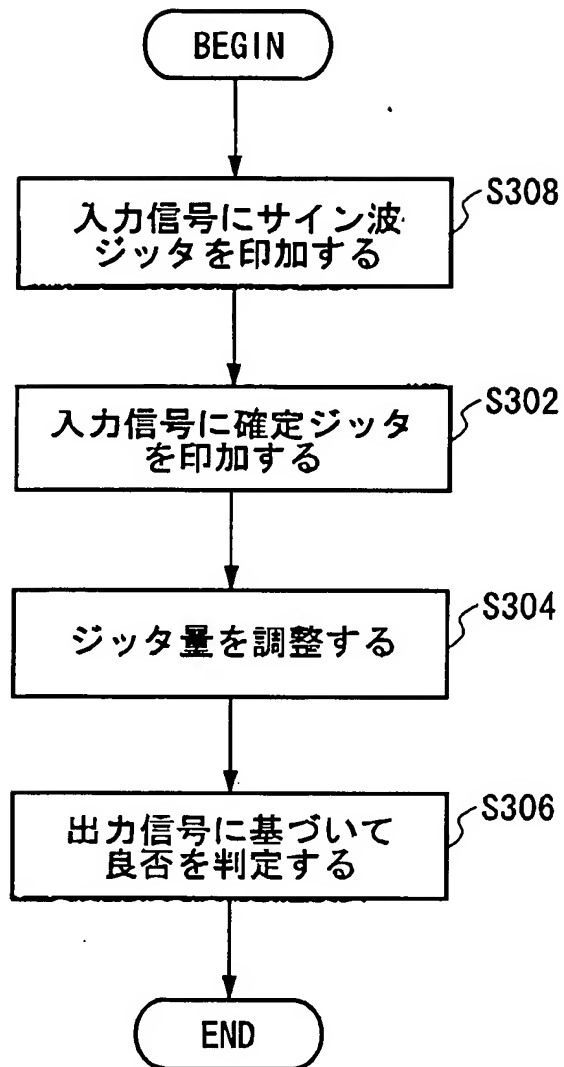 BEGIN
入力信号にサイン波
ジッタを印加する
S308
入力信号に確定ジッタ
を印加する
S302
ジッタ量を調整する
S304
出力信号に基づいて
良否を判定する
S306
END